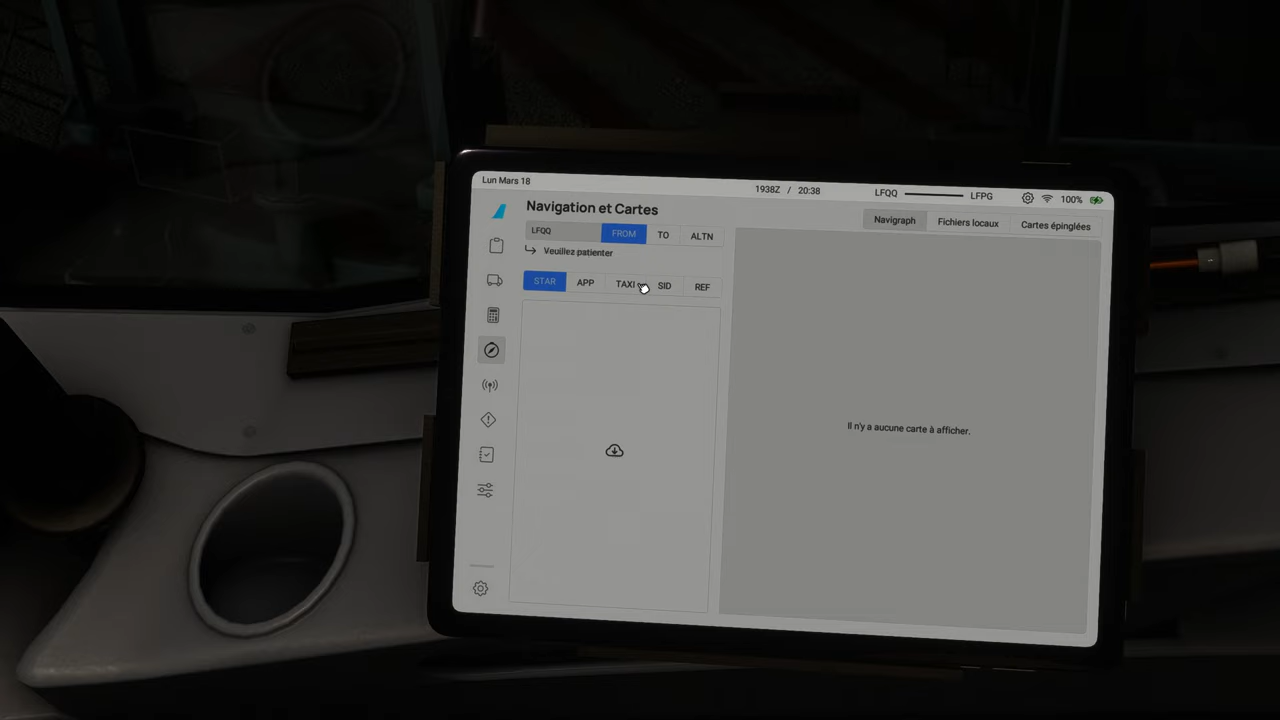 Lun Mars 18
1938Z / 20:38
LFQQ
LFPG
100%
Navigation et Cartes
Navigraph
Fichiers locaux
Cartes épinglées
LFQQ
FROM
TO
ALTN
Veuillez patienter
STAR
APP
TAXI
SID
REF
Il n'y a aucune carte à afficher.